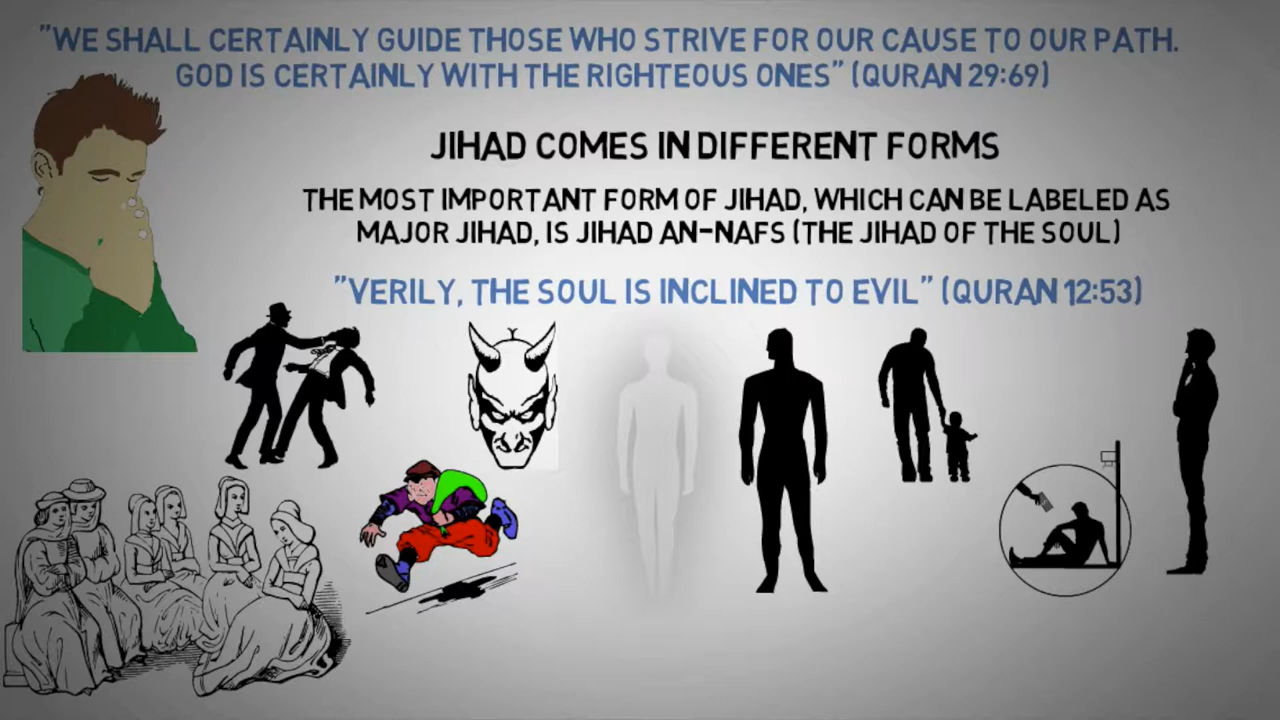 "WE SHALL CERTAINLY GUIDE THOSE WHO STRIVE FOR OUR CAUSE TO OUR PATH.
GOD IS CERTAINLY WITH THE RIGHTEOUS ONES" (QURAN 29:69)
JIHAD COMES IN DIFFERENT FORMS
THE MOST IMPORTANT FORM OF JIHAD, WHICH CAN BE LABELED AS
MAJOR JIHAD, IS JIHAD AN-NAFS (THE JIHAD OF THE SOUL)
"VERILY, THE SOUL IS INCLINED TO EVIL" (QURAN 12:53)